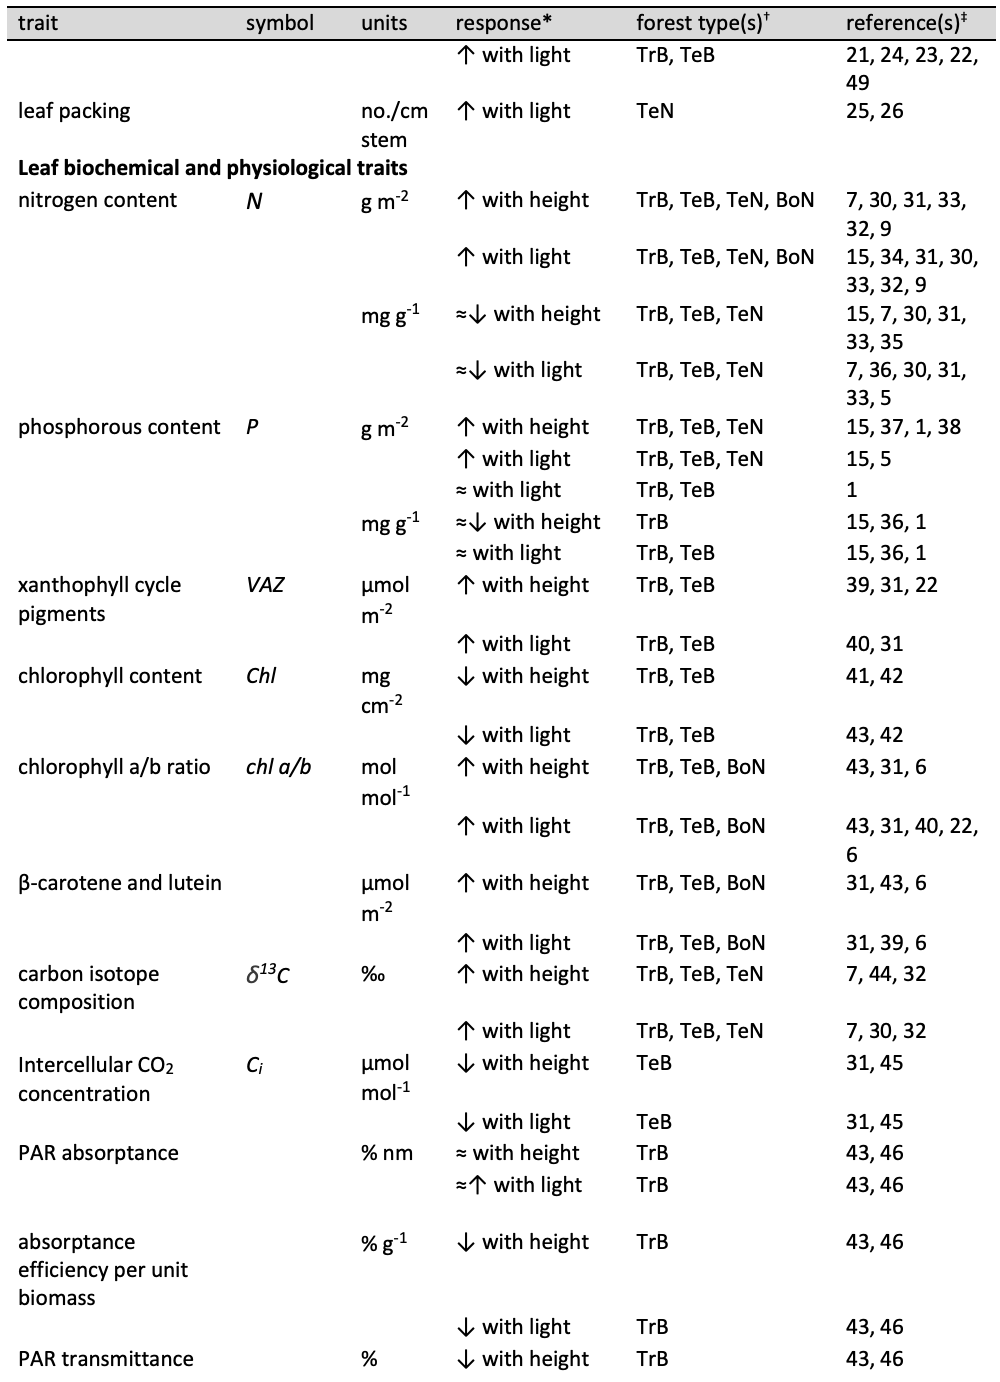 trait symbol units response* forest type(s)† reference(s)‡
↑ with light TrB, TeB 21, 24, 23, 22,
49
leaf packing no./cm ↑ with light TeN 25, 26
stem
Leaf biochemical and physiological traits
nitrogen content N g m-2 ↑ with height TrB, TeB, TeN, BoN 7, 30, 31, 33,
32, 9
↑ with light TrB, TeB, TeN, BoN 15, 34, 31, 30,
33, 32, 9
mg g-1 ≈↓ with height TrB, TeB, TeN 15, 7, 30, 31,
33, 35
≈↓ with light TrB, TeB, TeN 7, 36, 30, 31,
33, 5
phosphorous content P g m-2 ↑ with height TrB, TeB, TeN 15, 37, 1, 38
↑ with light TrB, TeB, TeN 15, 5
≈ with light TrB, TeB 1
mg g-1 ≈↓ with height TrB 15, 36, 1
≈ with light TrB, TeB 15, 36, 1
xanthophyll cycle VAZ µmol ↑ with height TrB, TeB 39, 31, 22
pigments m-2
↑ with light TrB, TeB 40, 31
chlorophyll content Chl mg ↓ with height TrB, TeB 41, 42
cm-2
↓ with light TrB, TeB 43, 42
chlorophyll a/b ratio chl a/b mol ↑ with height TrB, TeB, BoN 43, 31, 6
mol-1
↑ with light TrB, TeB, BoN 43, 31, 40, 22,
6
β-carotene and lutein µmol ↑ with height TrB, TeB, BoN 31, 43, 6
m-2
↑ with light TrB, TeB, BoN 31, 39, 6
carbon isotope δ13C ‰ ↑ with height TrB, TeB, TeN 7, 44, 32
composition
↑ with light TrB, TeB, TeN 7, 30, 32
Intercellular CO2 Ci µmol ↓ with height TeB 31, 45
concentration mol-1
↓ with light TeB 31, 45
PAR absorptance % nm ≈ with height TrB 43, 46
≈↑ with light TrB 43, 46
absorptance % g-1 ↓ with height TrB 43, 46
efficiency per unit
biomass
↓ with light TrB 43, 46
PAR transmittance % ↓ with height TrB 43, 46